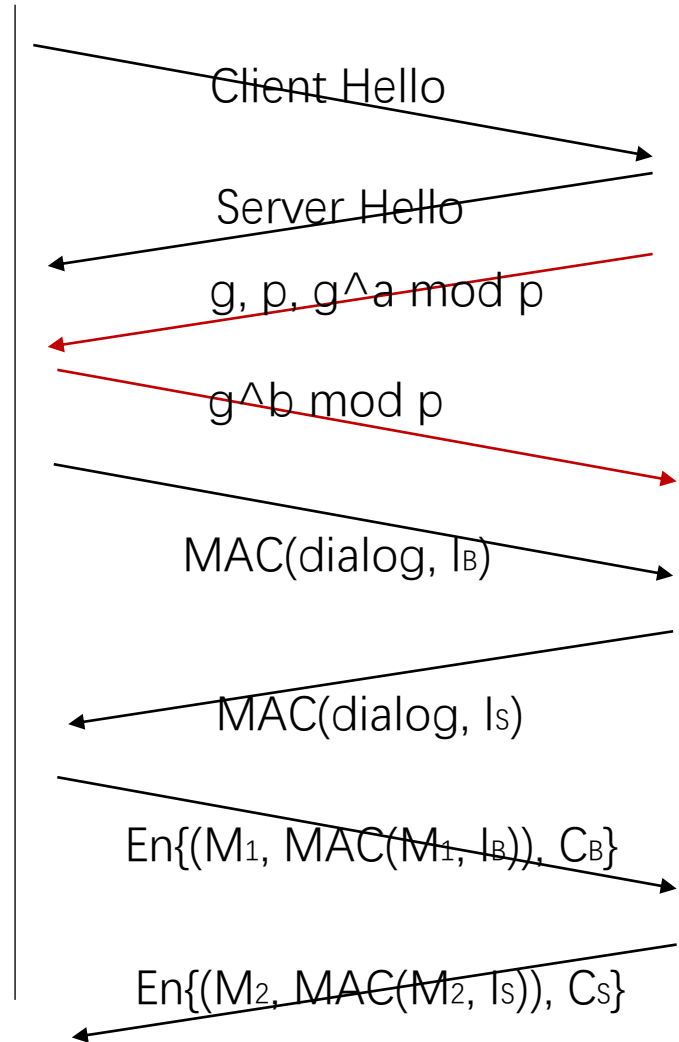 Client Hello
Server Hello
g, p, g^a mod p
g^b mod p
MAC(dialog, IB)
MAC(dialog, IS)
En{(M1, MAC(M1, IB)), CB}
En{(M2, MAC(M2, IS)), CS}